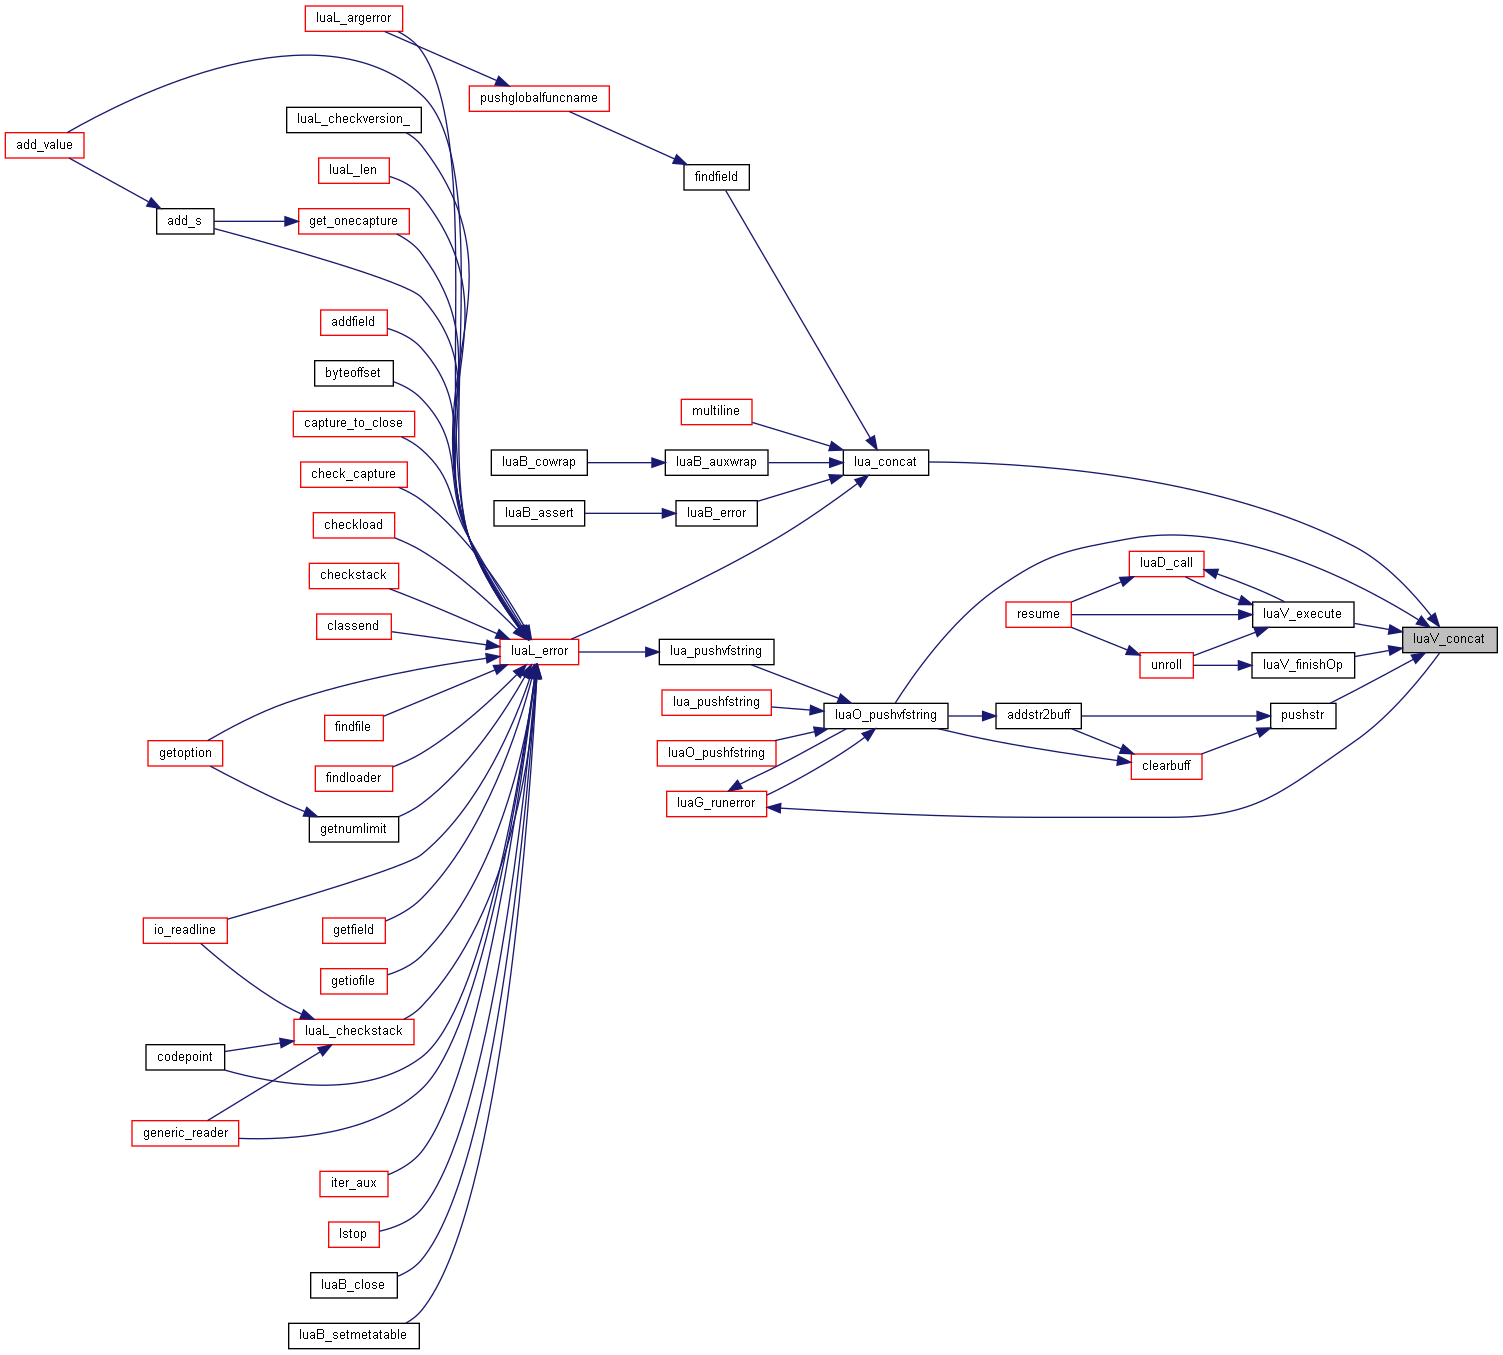 luaL_argerror
pushglobalfuncname
luaL_checkversion_
add_value
luaL_len
findfield
add_s
get_onecapture
addfield
byteoffset
multiline
capture_to_close
luaB_cowrap
luaB_auxwrap
lua_concat
check_capture
luaB_assert
luaB_error
checkload
luaD_call
checkstack
resume
luaV_execute
classend
luaV_concat
luaL_error
lua_pushvfstring
unroll
luaV_finishOp
lua_pushfstring
luaO_pushvfstring
addstr2buff
pushstr
findfile
getoption
luaO_pushfstring
clearbuff
findloader
luaG_runerror
getnumlimit
io_readline
getfield
getiofile
luaL_checkstack
codepoint
generic_reader
iter_aux
lstop
luaB_close
luaB_setmetatable